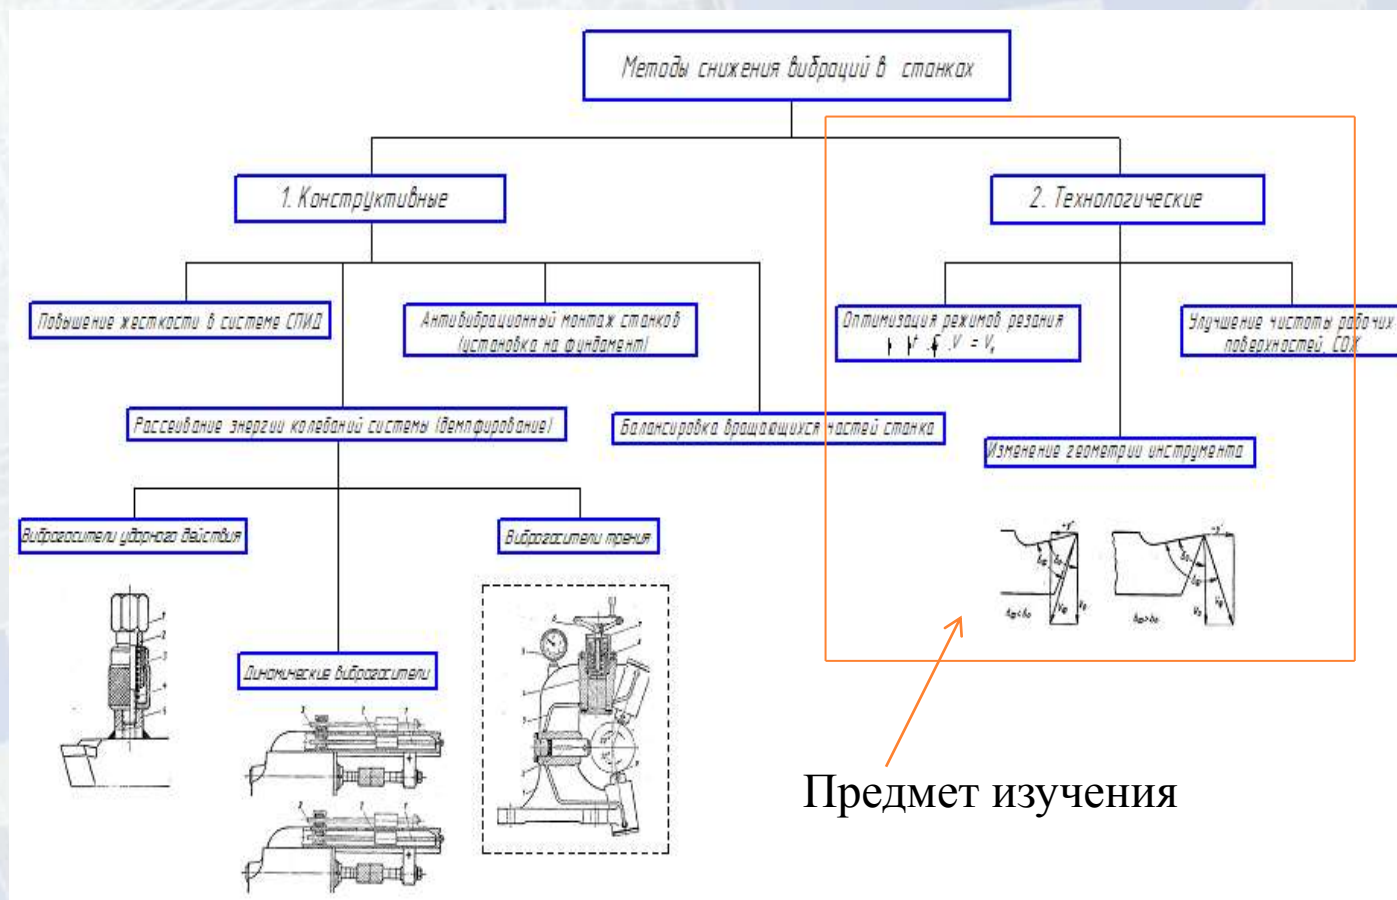 Методы снижения вибраций в станках
1. Конструктивные
2. Технологические
Повышение жесткости в системе СПИД
Антивибрационный монтаж станков
(установка на фундамент)
Оптимизация режимов резания
V = V
Улучшение чистоты рабочих
поверхностей, СОЖ
Рассеивание энергии колебаний системы (демпфирование)
Балансировка вращающихся частей станка
Изменение геометрии инструмента
Виброгасители ударного действия
Виброгасители трения
Динамические виброгасители
Предмет изучения